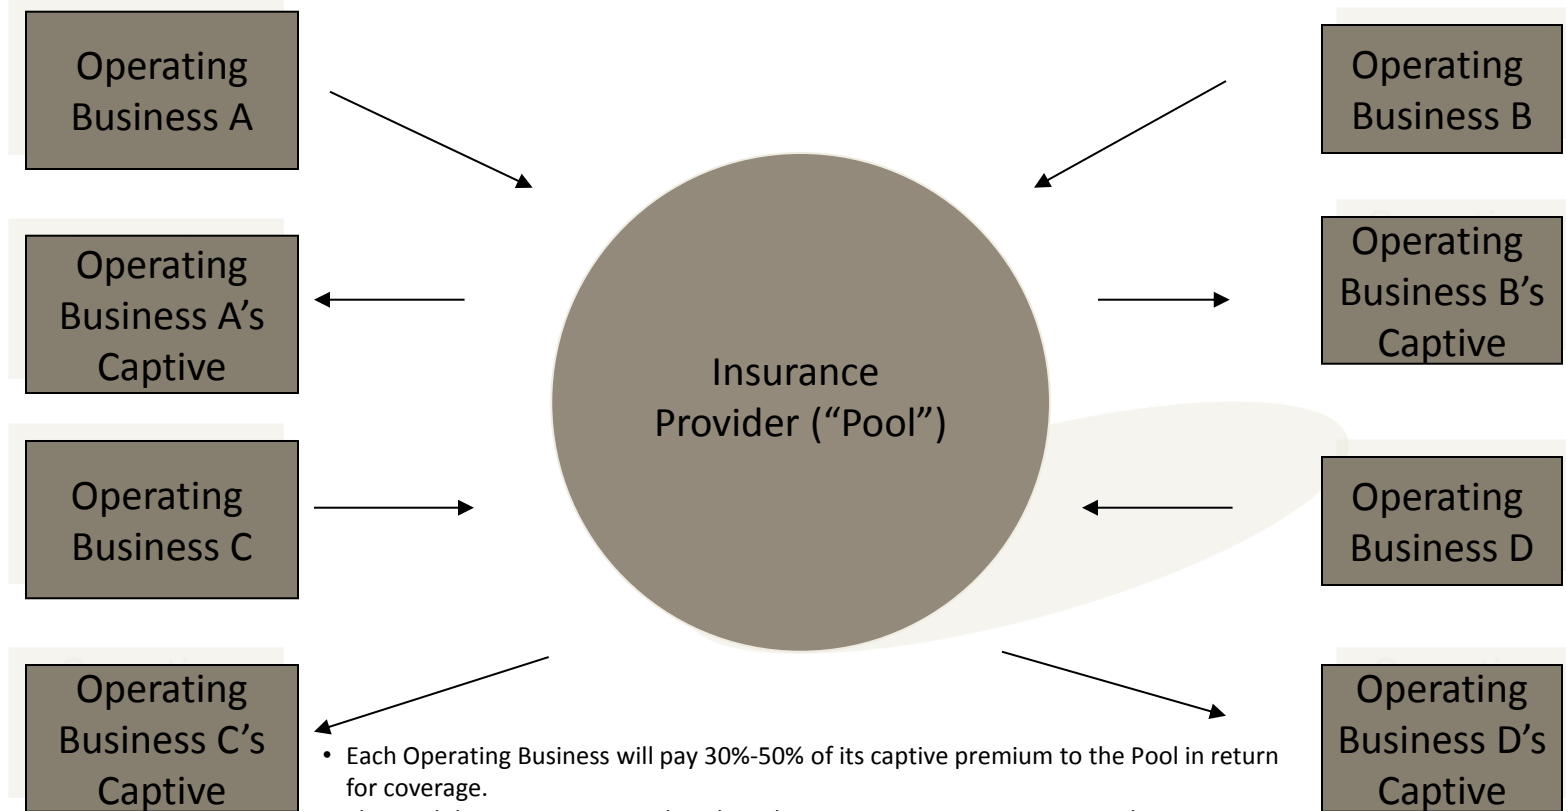 Operating
Business A
Operating
Business B
Operating
Business A's
Captive
Operating
Business B's
Captive
Insurance
Provider (“Pool”)
Operating
Business C
Operating
Business D
Operating
Business C's
Captive
Operating
Business D's
Captive
• Each Operating Business will pay 30%-50% of its captive premium to the Pool in return
for coverage.